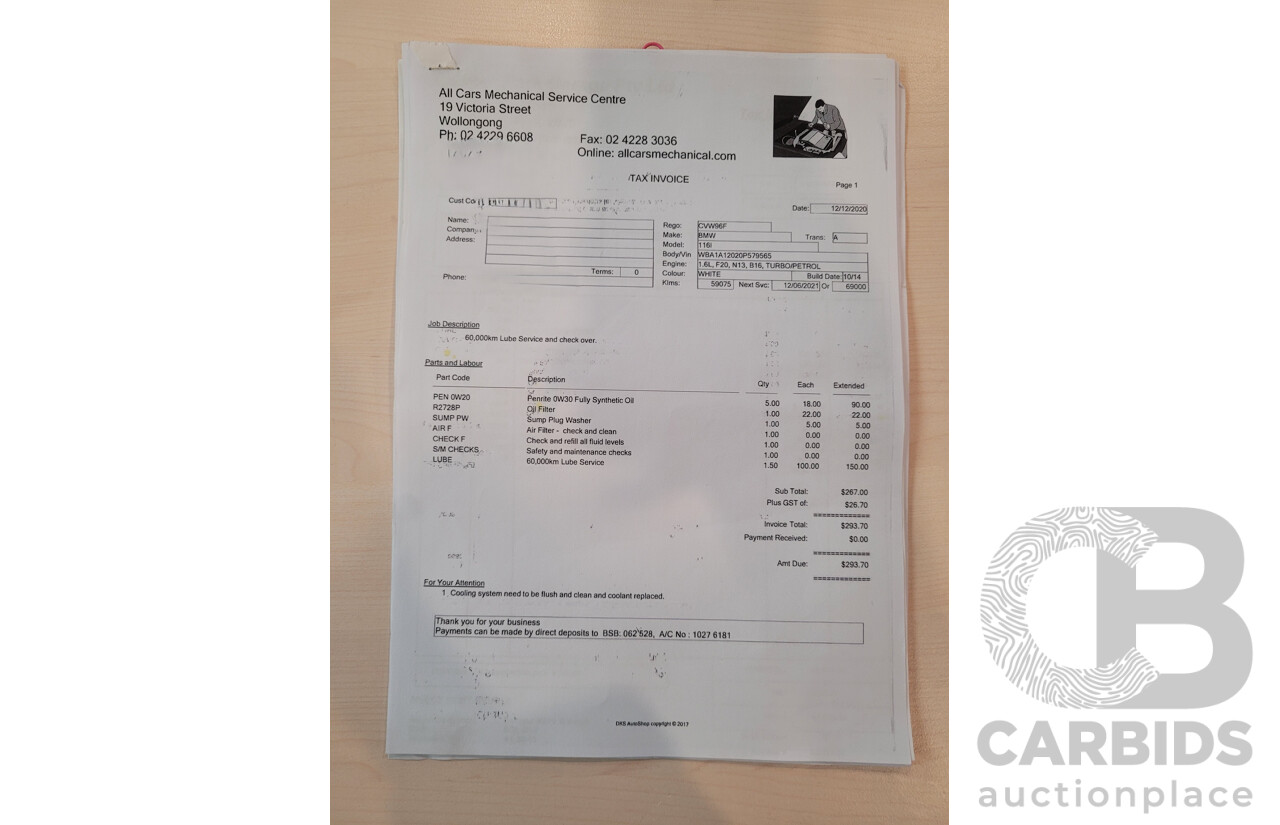 All Cars Mechanical Service Centre
19 Victoria Street
Wollongong
Ph: 02 4229 6608 Fax: 02 4228 3036
Online: allcarsmechanical.com
TAX INVOICE
Page 1
Cust Co
Date: 12/12/2020
Name:
Company
Address:
Phone:
Terms: 0
Rego: CVW96F
Make: BMW Trans: A
Model: 116I
Body/Vin WBA1A12020P579565
Engine: 1.6L, F20, N13, B16, TURBO/PETROL
Colour: WHITE Build Date: 10/14
Klms: 59075 Next Svc: 12/06/2021 Or 69000
Job Description
60,000km Lube Service and check over.
Parts and Labour
Part Code Description Qty Each Extended
PEN 0W20 Penrite 0W30 Fully Synthetic Oil 5.00 18.00 90.00
R2728P Oil Filter 1.00 22.00 22.00
SUMP PW Sump Plug Washer 1.00 5.00 5.00
AIR F Air Filter - check and clean 1.00 0.00 0.00
CHECK F Check and refill all fluid levels 1.00 0.00 0.00
S/M CHECKS Safety and maintenance checks 1.00 0.00 0.00
LUBE 60,000km Lube Service 1.50 100.00 150.00
Sub Total: $267.00
Plus GST of: $26.70
=============
Invoice Total: $293.70
Payment Received: $0.00
=============
Amt Due: $293.70
=============
For Your Attention
1 Cooling system need to be flush and clean and coolant replaced.
Thank you for your business
Payments can be made by direct deposits to BSB: 062 528, A/C No : 1027 6181
DKS AutoShop copyright © 2017
CB
CARBIDS
auctionplace